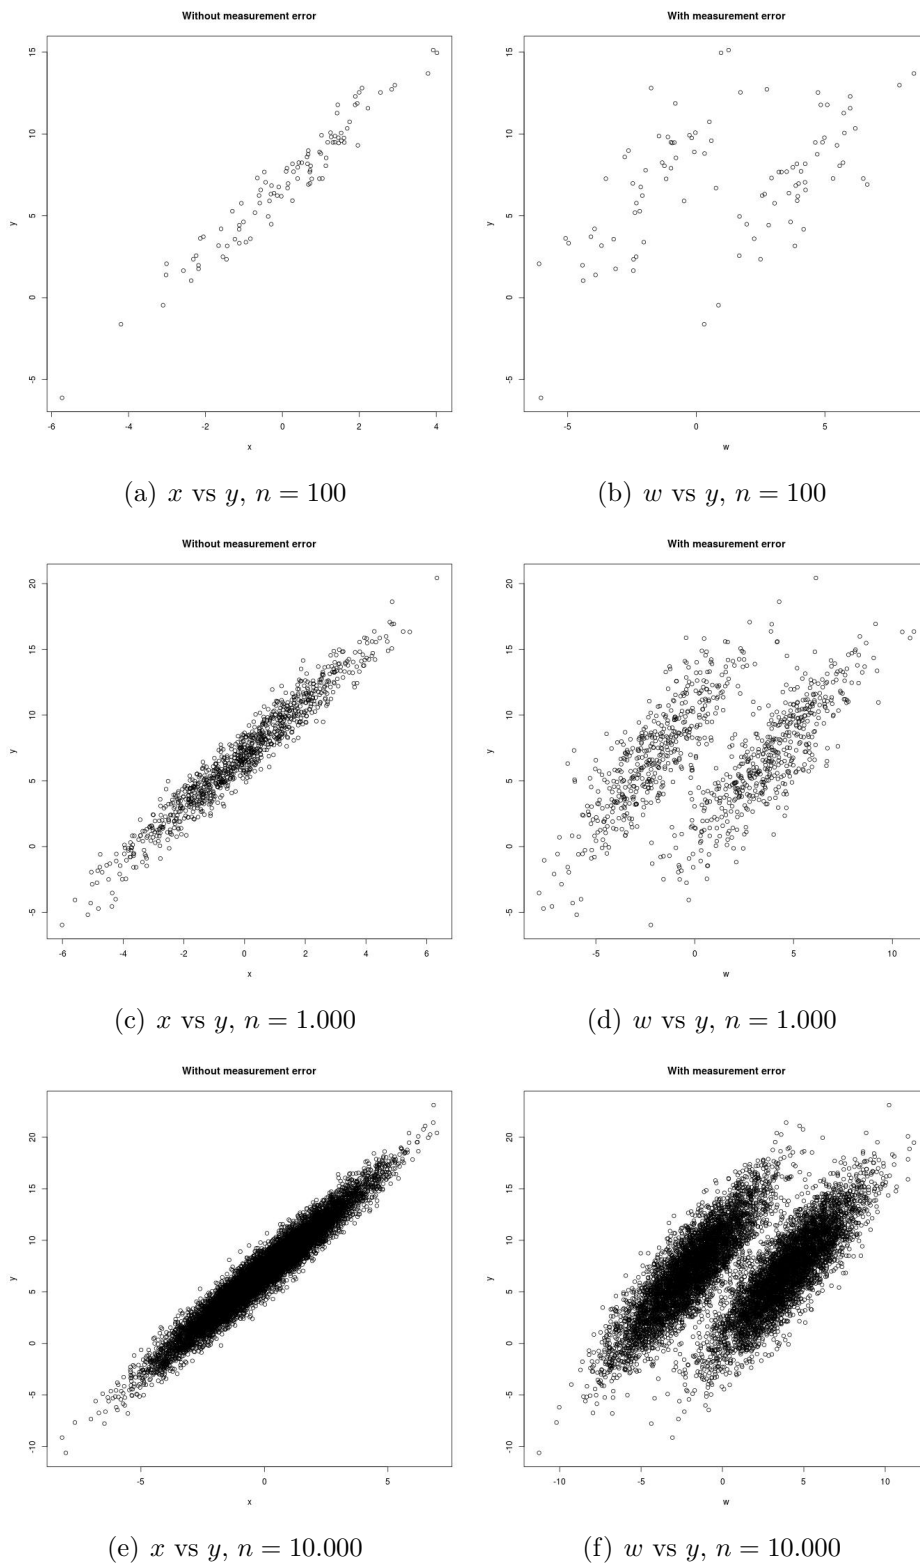 Without measurement error
With measurement error
15
10
5
0
-5
y
-6
-4
-2
0
2
4
x
15
10
5
0
-5
y
-5
0
5
w
(a) x vs y, n = 100
(b) w vs y, n = 100
Without measurement error
With measurement error
20
15
10
5
0
-5
y
-6
-4
-2
0
2
4
6
x
20
15
10
5
0
-5
y
-5
0
5
10
w
(c) x vs y, n = 1.000
(d) w vs y, n = 1.000
Without measurement error
With measurement error
20
15
10
5
0
-5
-10
y
-5
0
5
x
20
15
10
5
0
-5
-10
y
-10
-5
0
5
10
w
(e) x vs y, n = 10.000
(f) w vs y, n = 10.000